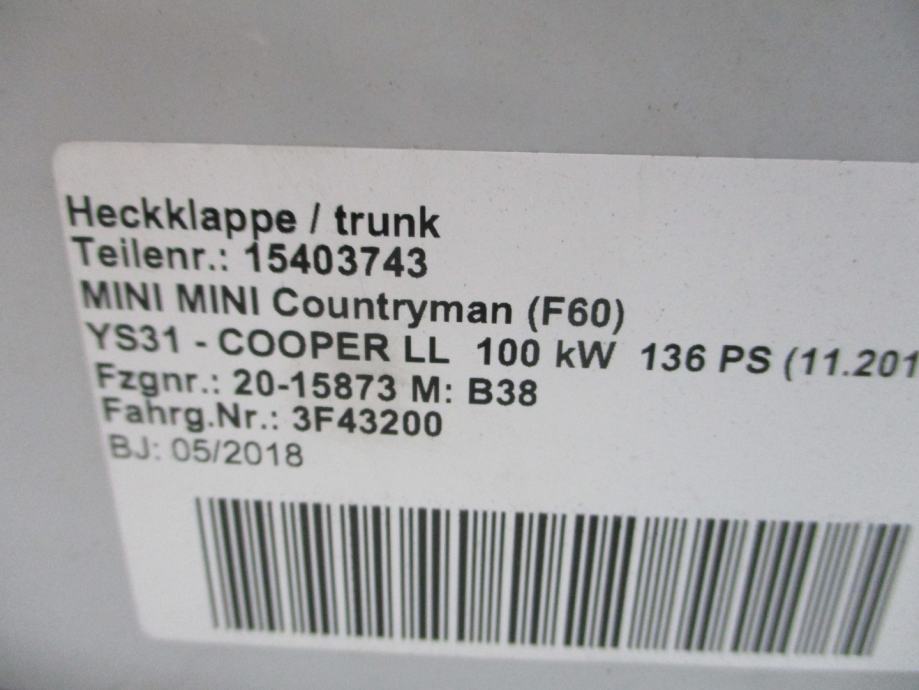 Heckklappe / trunk
Teilenr.: 15403743
MINI MINI Countryman (F60)
YS31 - COOPER LL 100 kW 136 PS (11.201
Fzgnr.: 20-15873 M: B38
Fahrg.Nr.: 3F43200
BJ: 05/2018